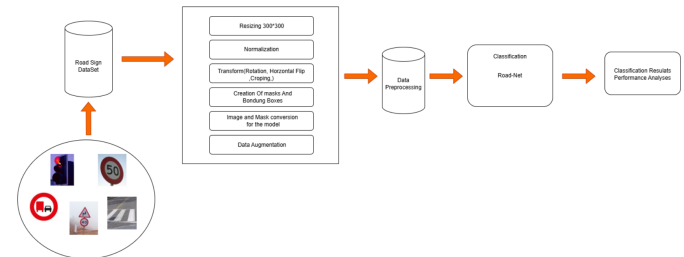 Road Sign
DataSet
Resizing 300*300
Normalization
Transform(Rotation, Horzontal Flip
,Croping,)
Creation Of masks And
Bondung Boxes
Image and Mask conversion
for the model
Data Augmentation
Data
Preprocessing
Classification
Road-Net
Classification Resulats
Performance Analyses
50